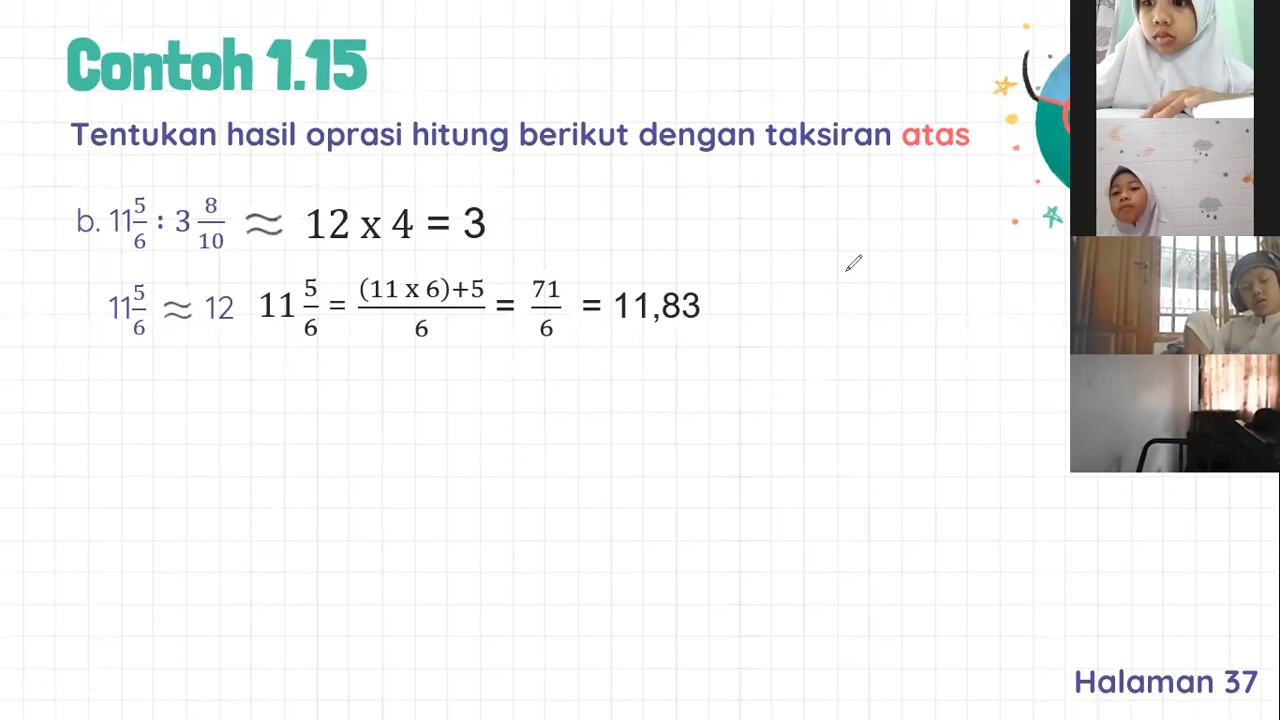 Contoh 1.15
Tentukan hasil oprasi hitung berikut dengan taksiran atas
b. 11 5/6 : 3 8/10 ≈ 12 x 4 = 3
11 5/6 ≈ 12 11 5/6 = (11 x 6)+5/6 = 71/6 = 11,83
Halaman 37